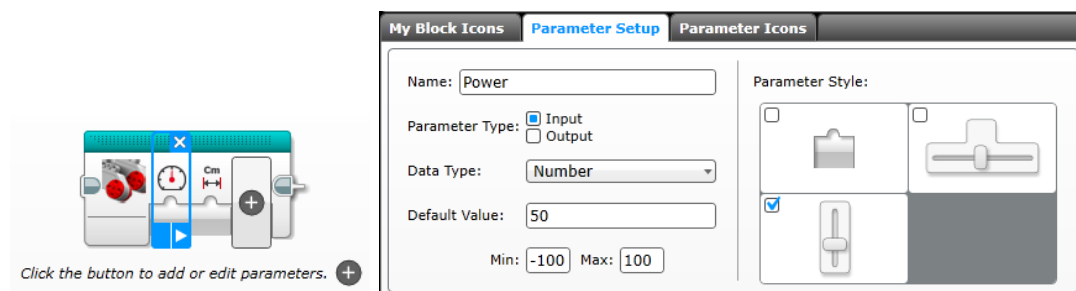 Cm
Click the button to add or edit parameters.
My Block Icons Parameter Setup Parameter Icons
Name: Power
Parameter Type: Input
Output
Data Type: Number
Default Value: 50
Min: -100 Max: 100
Parameter Style: